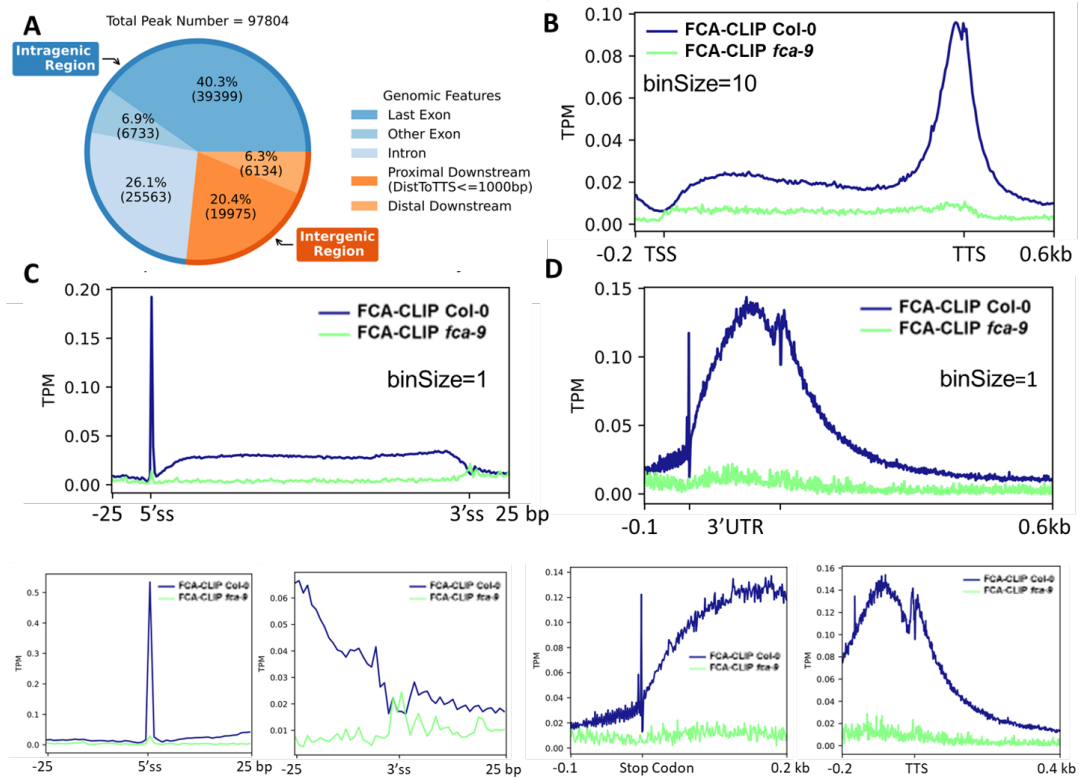 A
Total Peak Number = 97804
Intragenic
Region
40.3%
(39399)
6.9%
(6733)
26.1%
(25563)
6.3%
(6134)
20.4%
(19975)
Genomic Features
Last Exon
Other Exon
Intron
Proximal Downstream
(DistToTTS<=1000bp)
Distal Downstream
Intergenic
Region
B
FCA-CLIP Col-0
FCA-CLIP fca-9
binSize=10
TPM
0.10
0.08
0.06
0.04
0.02
0.00
-0.2 TSS TTS 0.6kb
C
FCA-CLIP Col-0
FCA-CLIP fca-9
binSize=1
TPM
0.20
0.15
0.10
0.05
0.00
-25 5'ss 3'ss 25 bp
D
FCA-CLIP Col-0
FCA-CLIP fca-9
binSize=1
TPM
0.15
0.10
0.05
0.00
-0.1 3'UTR 0.6kb
FCA-CLIP Col-0
FCA-CLIP fca-9
TPM
0.5
0.4
0.3
0.2
0.1
0.0
-25 5'ss 25 bp
FCA-CLIP Col-0
FCA-CLIP fca-9
TPM
0.06
0.05
0.04
0.03
0.02
0.01
-25 3'ss 25 bp
FCA-CLIP Col-0
FCA-CLIP fca-9
TPM
0.14
0.12
0.10
0.08
0.06
0.04
0.02
0.00
-0.1 Stop Codon 0.2 kb
FCA-CLIP Col-0
FCA-CLIP fca-9
TPM
0.16
0.14
0.12
0.10
0.08
0.06
0.04
0.02
0.00
-0.2 TTS 0.4 kb